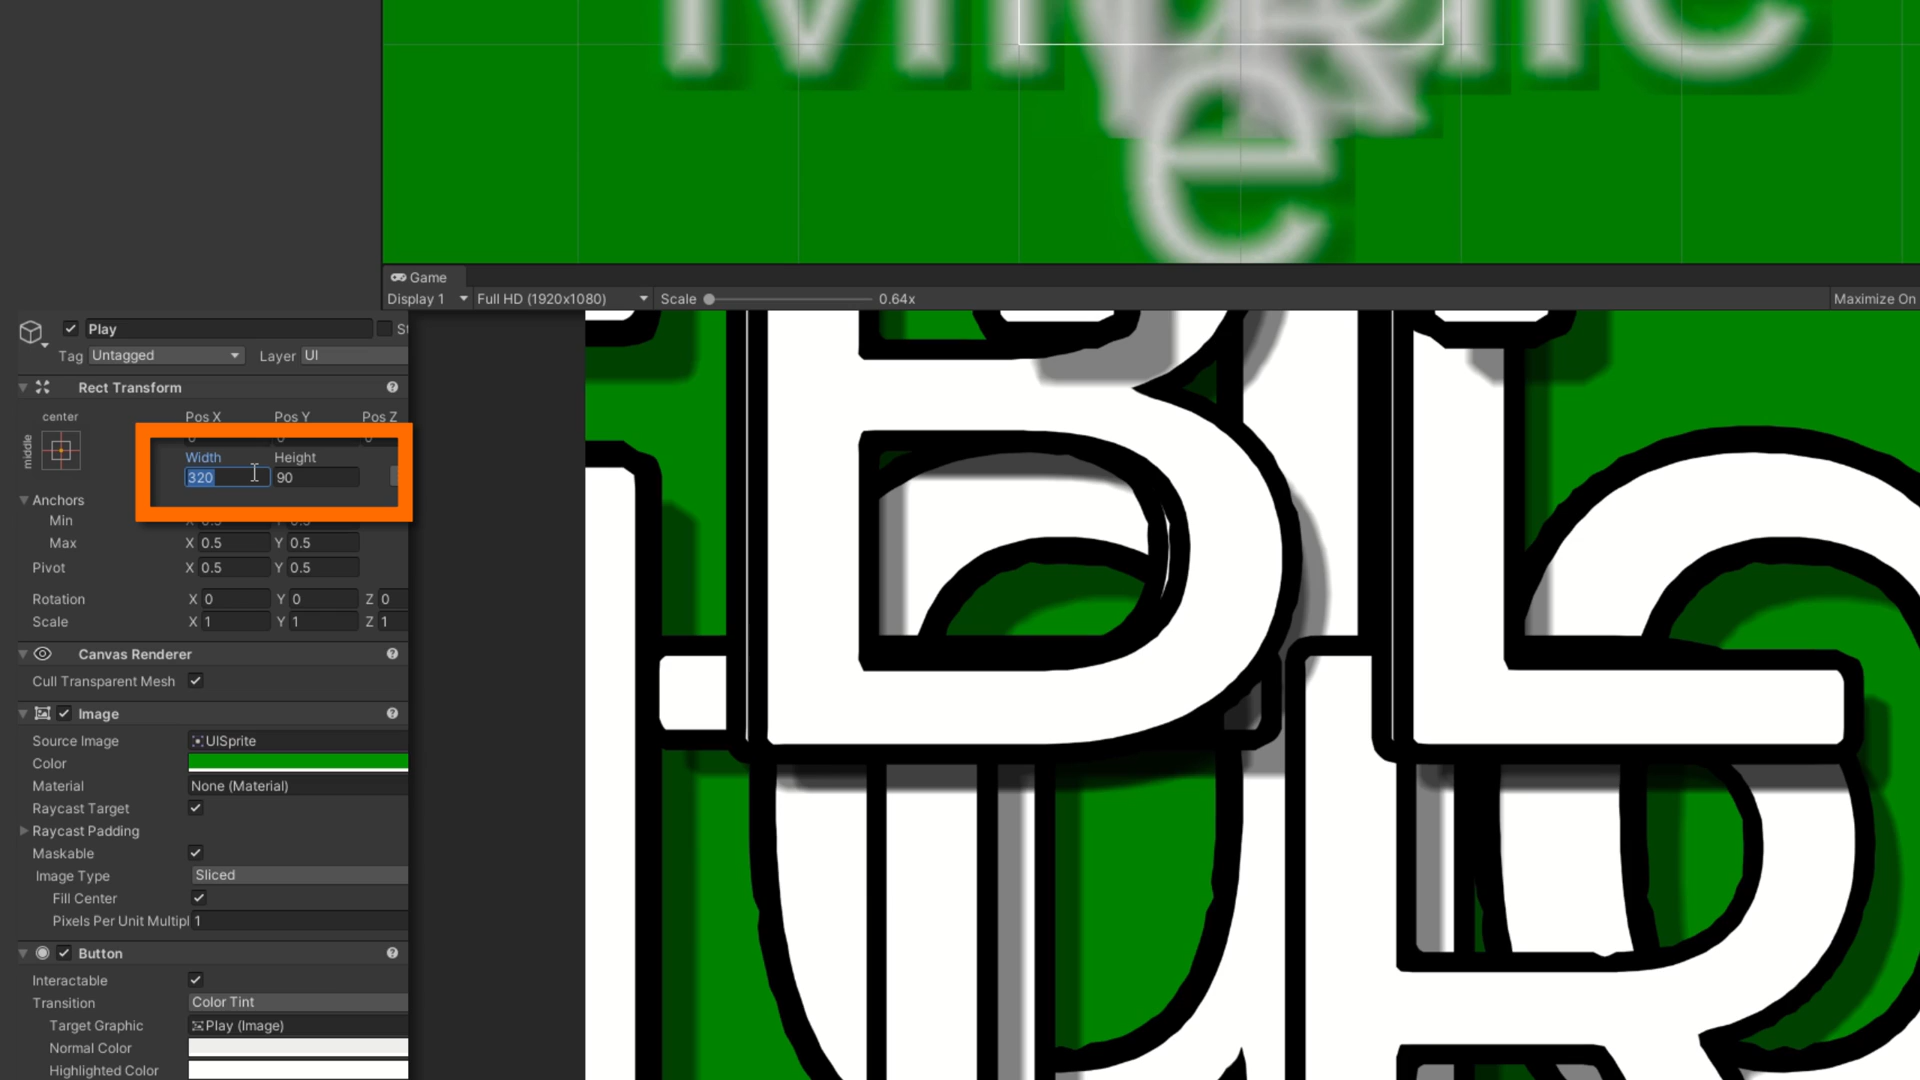 e
Game
Display 1 Full HD (1920x1080) Scale 0.64x Maximize On
Play
Tag Untagged Layer UI
Rect Transform
center
Pos X Pos Y Pos Z
middle
Width Height
320 90
Anchors
Min
Max X 0.5 Y 0.5
Pivot X 0.5 Y 0.5
Rotation X 0 Y 0 Z 0
Scale X 1 Y 1 Z 1
Canvas Renderer
Cull Transparent Mesh
Image
Source Image UISprite
Color
Material None (Material)
Raycast Target
Raycast Padding
Maskable
Image Type Sliced
Fill Center
Pixels Per Unit Multipl 1
Button
Interactable
Transition Color Tint
Target Graphic Play (Image)
Normal Color
Highlighted Color